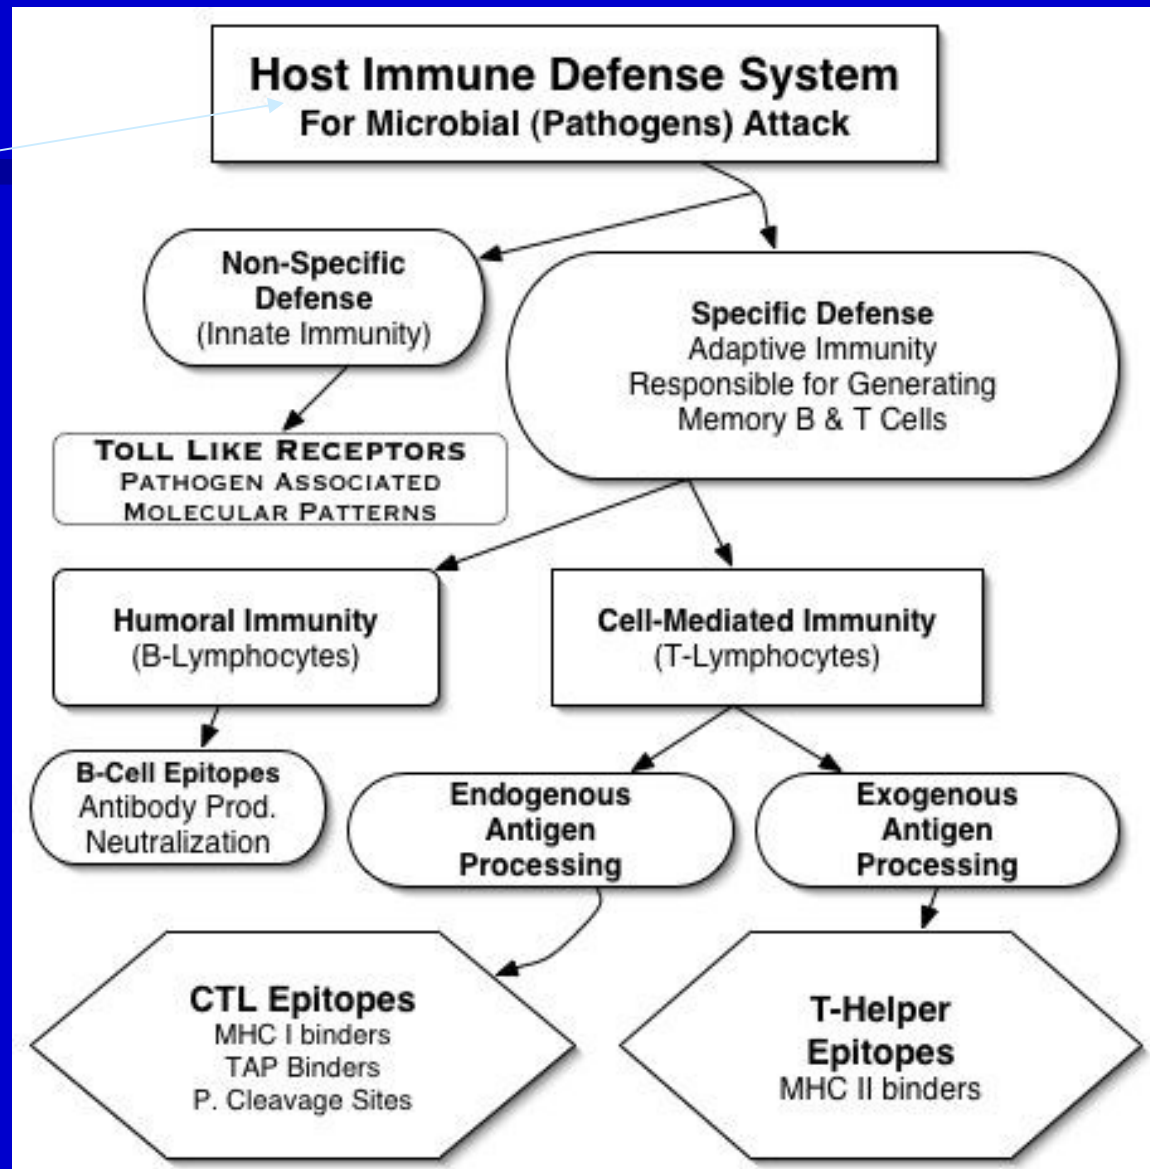 Host Immune Defense System
For Microbial (Pathogens) Attack
Non-Specific
Defense
(Innate Immunity)
Specific Defense
Adaptive Immunity
Responsible for Generating
Memory B & T Cells
TOLL LIKE RECEPTORS
PATHOGEN ASSOCIATED
MOLECULAR PATTERNS
Humoral Immunity
(B-Lymphocytes)
Cell-Mediated Immunity
(T-Lymphocytes)
B-Cell Epitopes
Antibody Prod.
Neutralization
Endogenous
Antigen
Processing
Exogenous
Antigen
Processing
CTL Epitopes
MHC I binders
TAP Binders
P. Cleavage Sites
T-Helper
Epitopes
MHC II binders